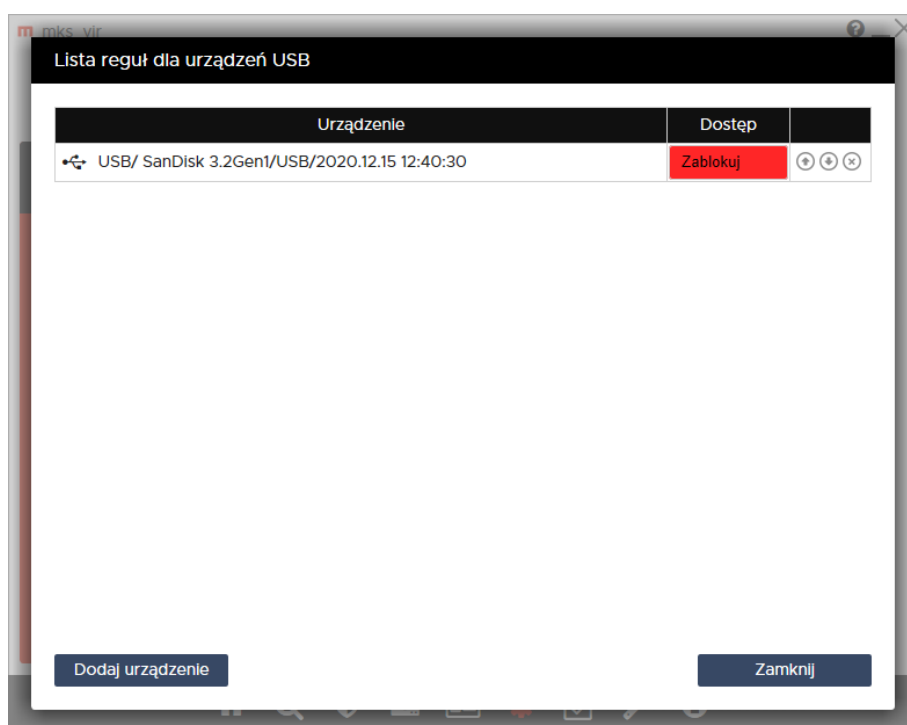 m mks_vir
Lista reguł dla urządzeń USB
Urządzenie Dostęp
USB/ SanDisk 3.2Gen1/USB/2020.12.15 12:40:30 Zablokuj
Dodaj urządzenie Zamknij